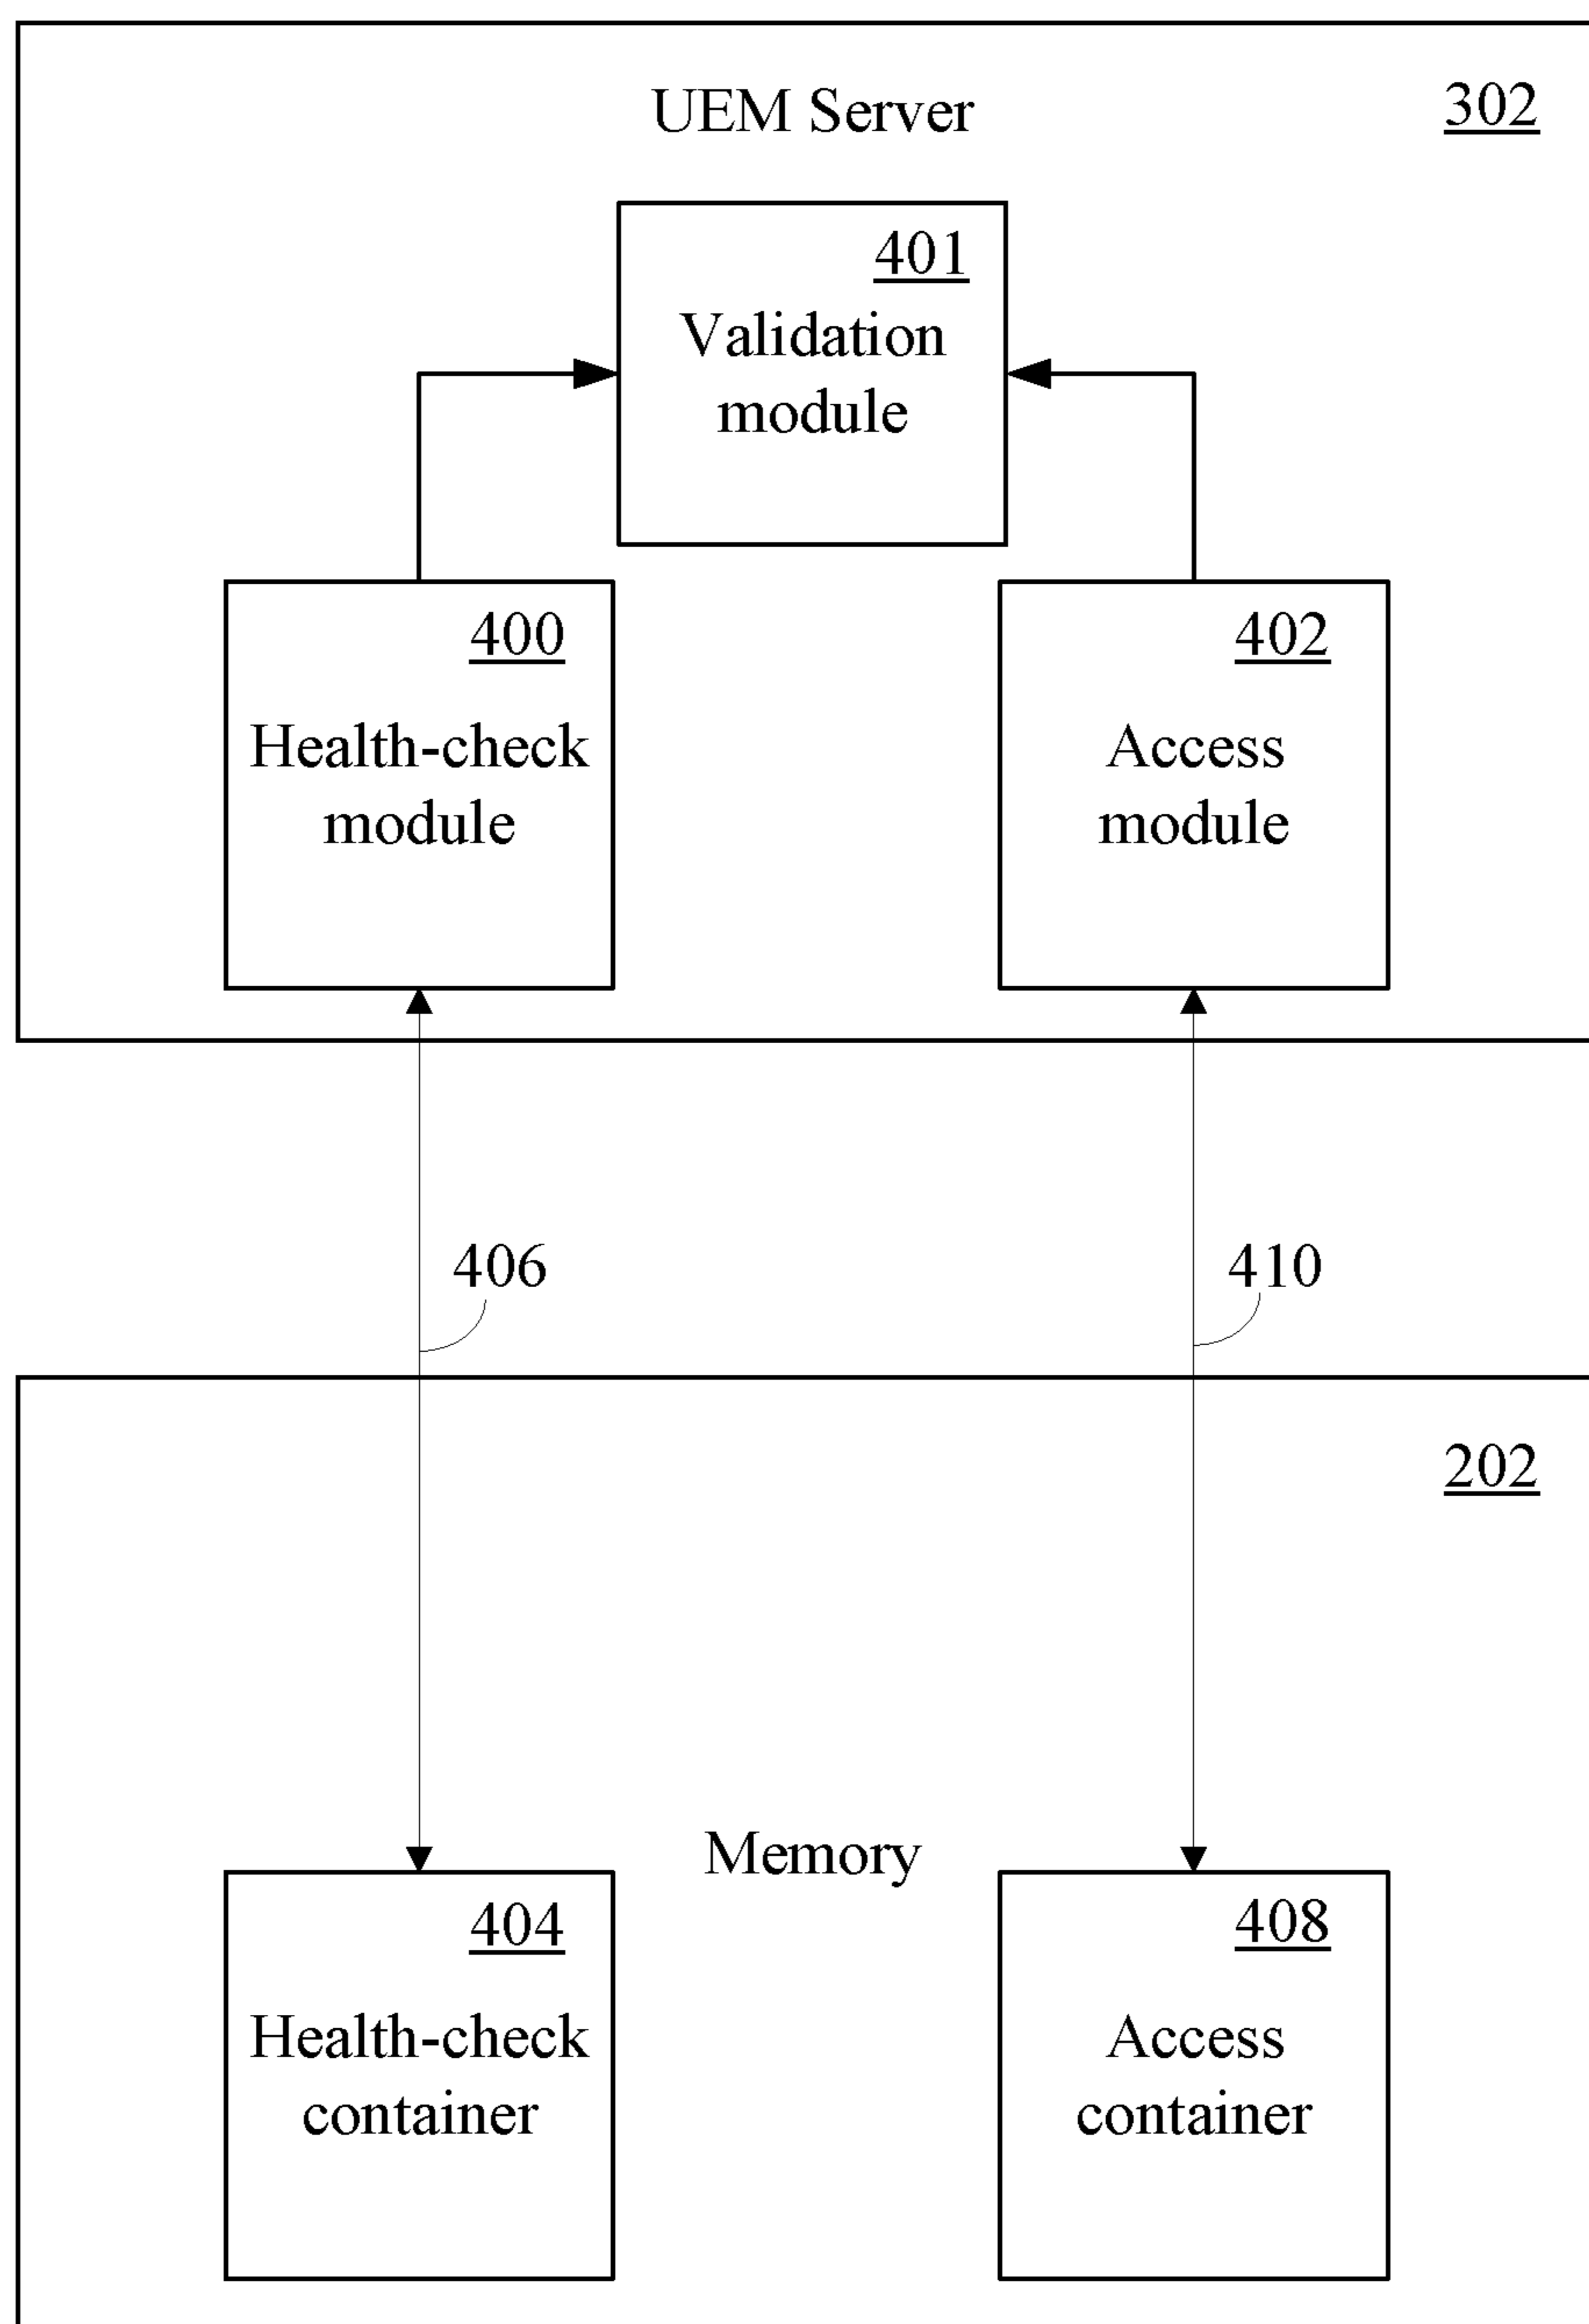 UEM Server
302
401
Validation
module
400
Health-check
module
402
Access
module
406
410
202
Memory
404
Health-check
container
408
Access
container